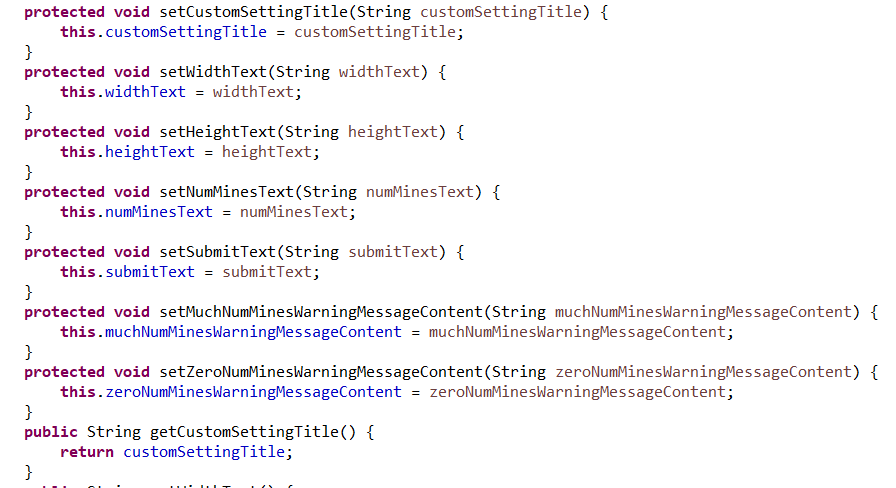 protected void setCustomSettingTitle(String customSettingTitle) {
this.customSettingTitle = customSettingTitle;
}
protected void setWidthText(String widthText) {
this.widthText = widthText;
}
protected void setHeightText(String heightText) {
this.heightText = heightText;
}
protected void setNumMinesText(String numMinesText) {
this.numMinesText = numMinesText;
}
protected void setSubmitText(String submitText) {
this.submitText = submitText;
}
protected void setMuchNumMinesWarningMessageContent(String muchNumMinesWarningMessageContent) {
this.muchNumMinesWarningMessageContent = muchNumMinesWarningMessageContent;
}
protected void setZeroNumMinesWarningMessageContent(String zeroNumMinesWarningMessageContent) {
this.zeroNumMinesWarningMessageContent = zeroNumMinesWarningMessageContent;
}
public String getCustomSettingTitle() {
return customSettingTitle;
}